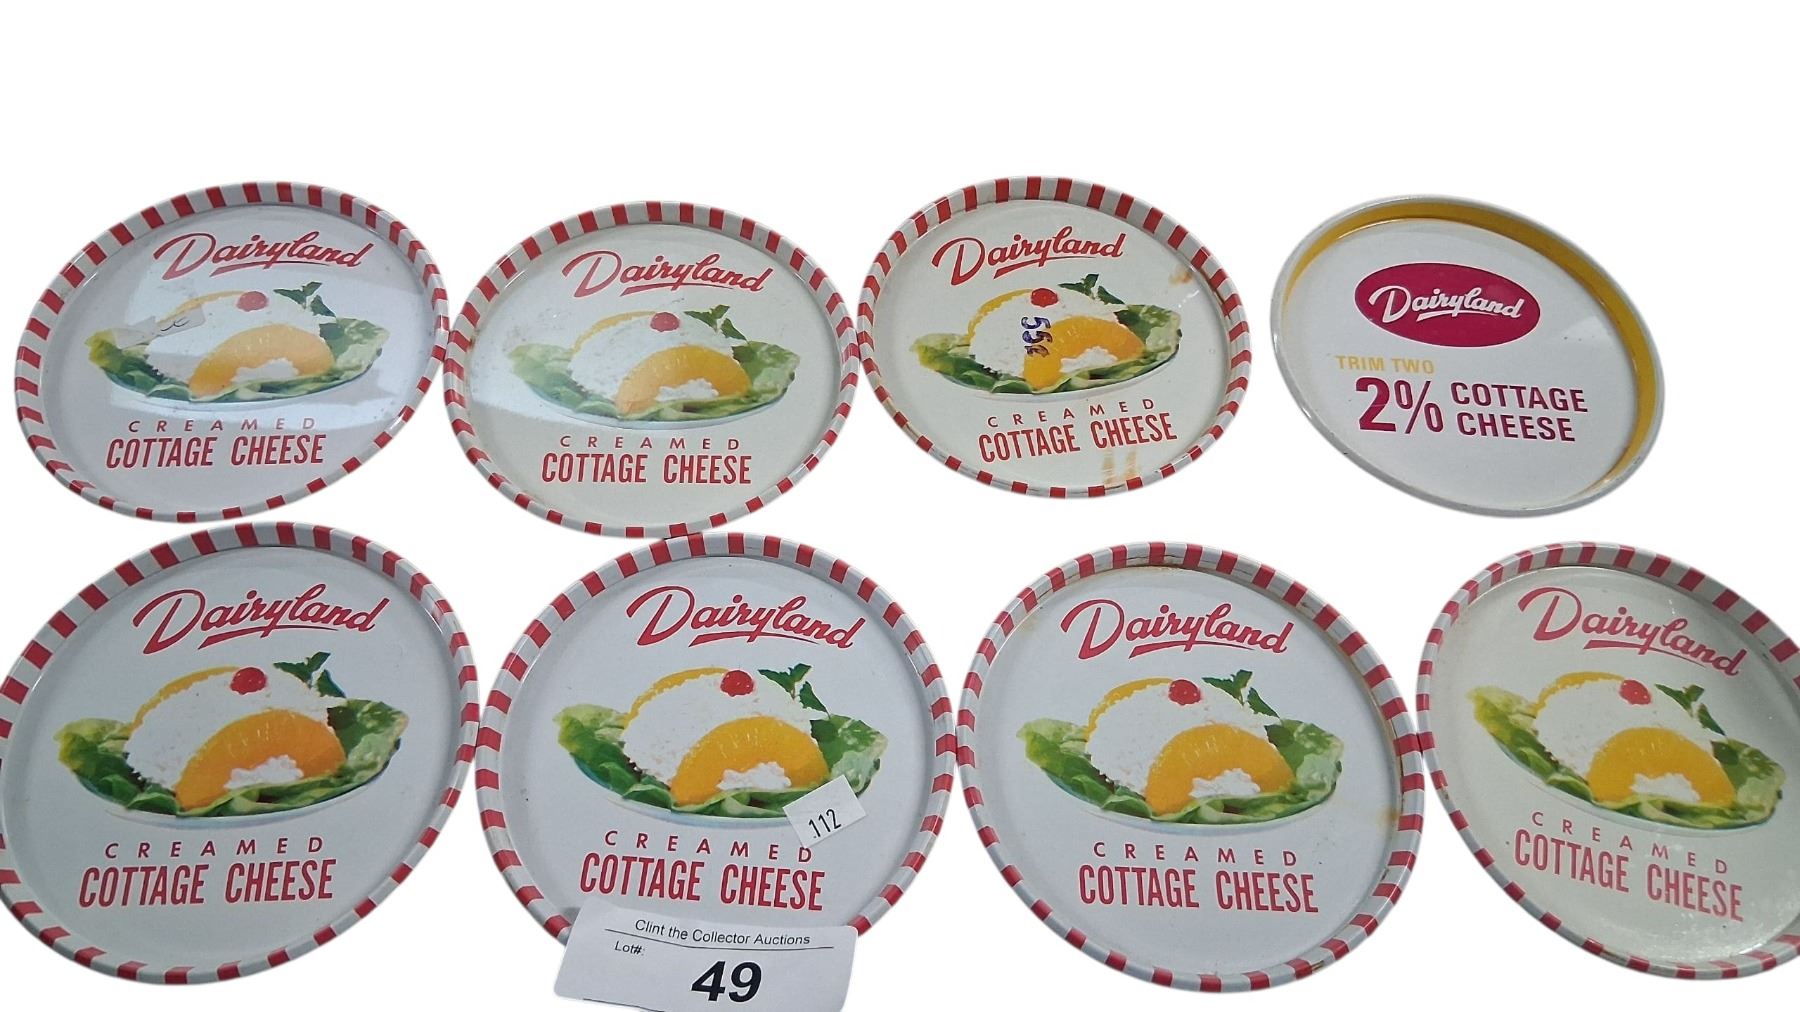 Dairyland
CREAMED
COTTAGE CHEESE
Dairyland
CREAMED
COTTAGE CHEESE
Dairyland
CREAMED
COTTAGE CHEESE
Dairyland
TRIM TWO
2% COTTAGE
CHEESE
Dairyland
CREAMED
COTTAGE CHEESE
Dairyland
112
CREAMED
COTTAGE CHEESE
Dairyland
CREAMED
COTTAGE CHEESE
Dairyland
CREAMED
COTTAGE CHEESE
Clint the Collector Auctions
Lot#:
49